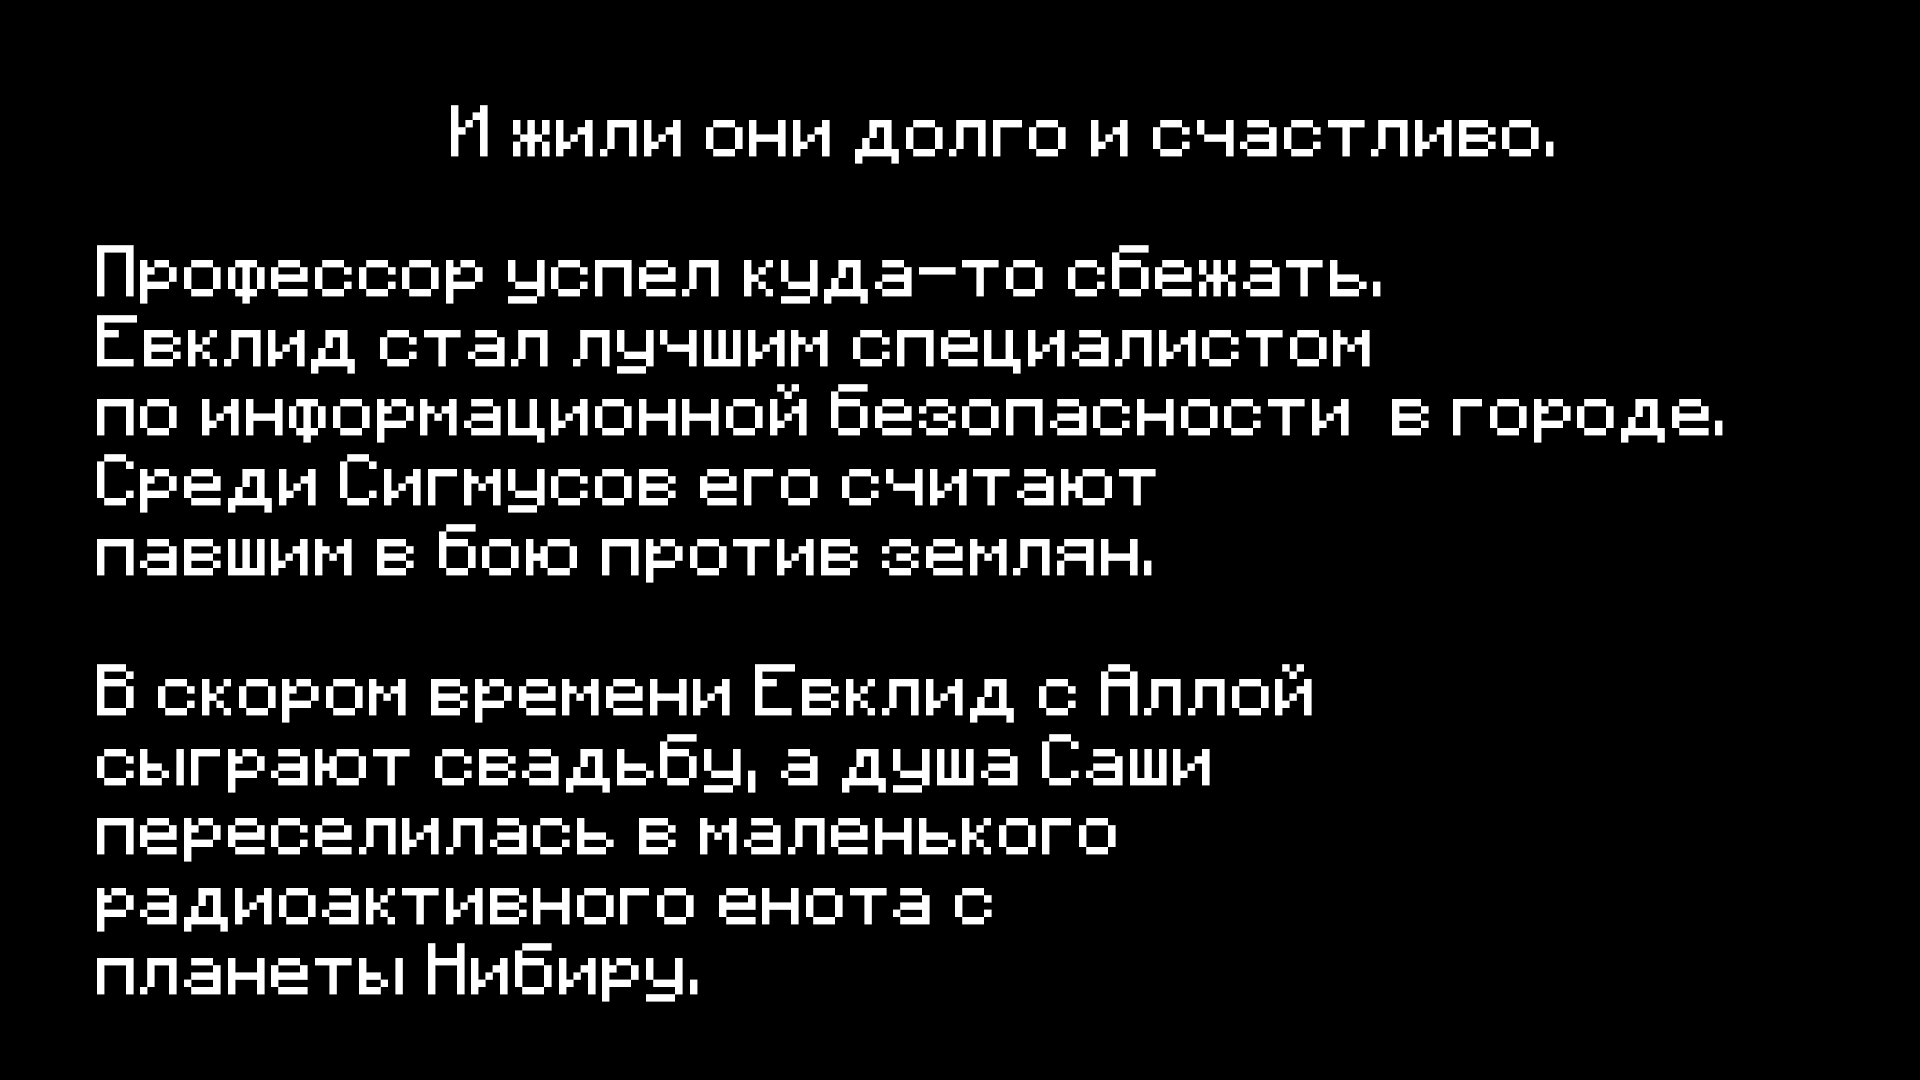 И жили они долго и счастливо.
Профессор успел куда-то сбежать.
Евклид стал лучшим специалистом
по информационной безопасности  в городе.
Среди Сигмусов его считают
павшим в бою против землян.
В скором времени Евклид с Аллой
сыграют свадьбу, а душа Саши
переселилась в маленького
радиоактивного енота с
планеты Нибиру.